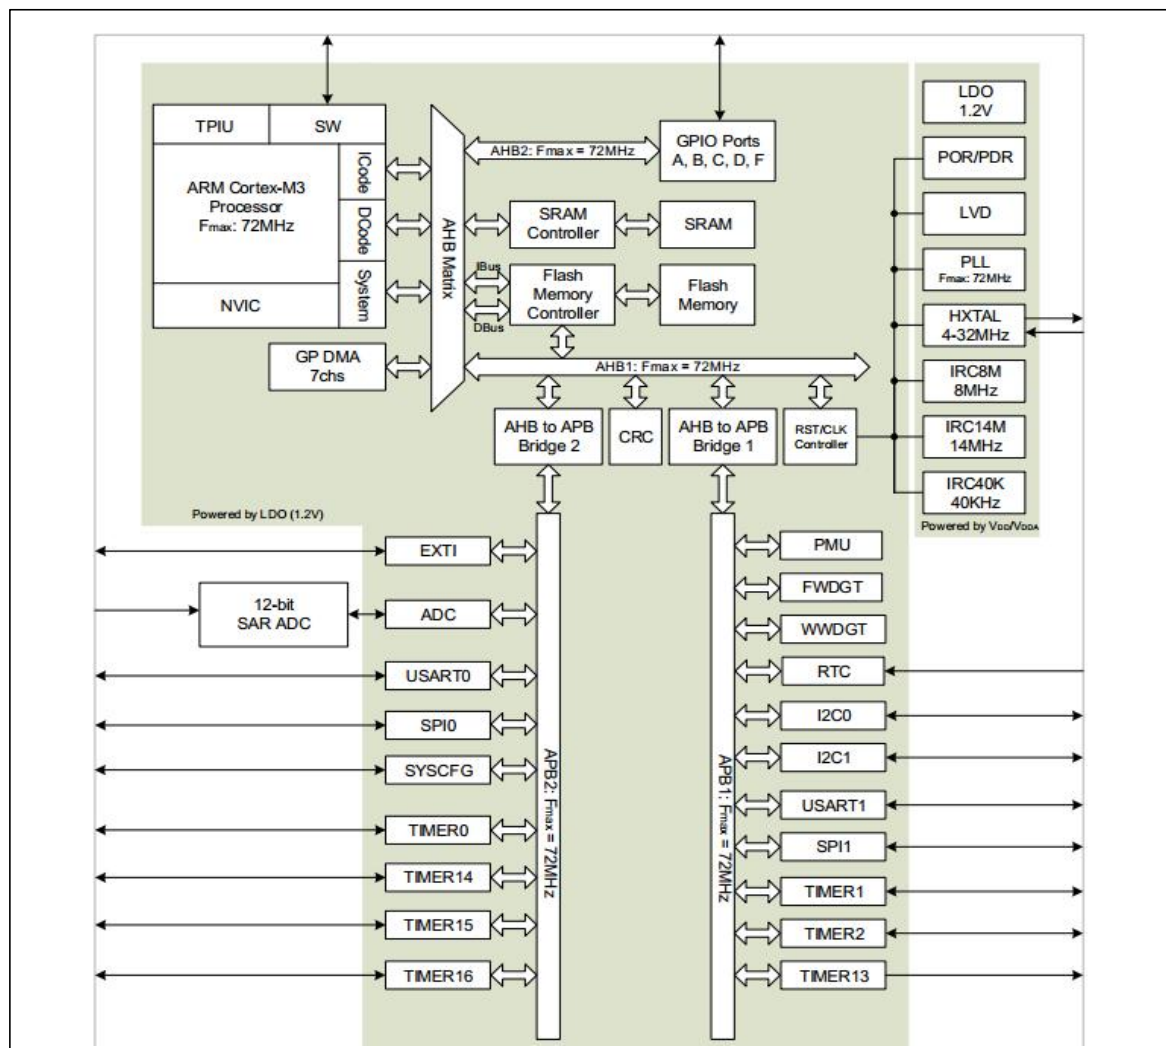 TPIU
SW
ARM Cortex-M3
Processor
Fmax: 72MHz
ICode
DCode
System
NVIC
GP DMA
7chs
AHB Matrix
AHB2: Fmax = 72MHz
GPIO Ports
A, B, C, D, F
SRAM
Controller
SRAM
IBus
DBus
Flash
Memory
Controller
Flash
Memory
AHB1: Fmax = 72MHz
AHB to APB
Bridge 2
CRC
AHB to APB
Bridge 1
RST/CLK
Controller
LDO
1.2V
POR/PDR
LVD
PLL
Fmax: 72MHz
HXTAL
4-32MHz
IRC8M
8MHz
IRC14M
14MHz
IRC40K
40KHz
Powered by LDO (1.2V)
Powered by VDD/VDDA
EXTI
12-bit
SAR ADC
ADC
USART0
SPI0
SYSCFG
TIMER0
TIMER14
TIMER15
TIMER16
APB2: Fmax = 72MHz
APB1: Fmax = 72MHz
PMU
FWDGT
WWDGT
RTC
I2C0
I2C1
USART1
SPI1
TIMER1
TIMER2
TIMER13